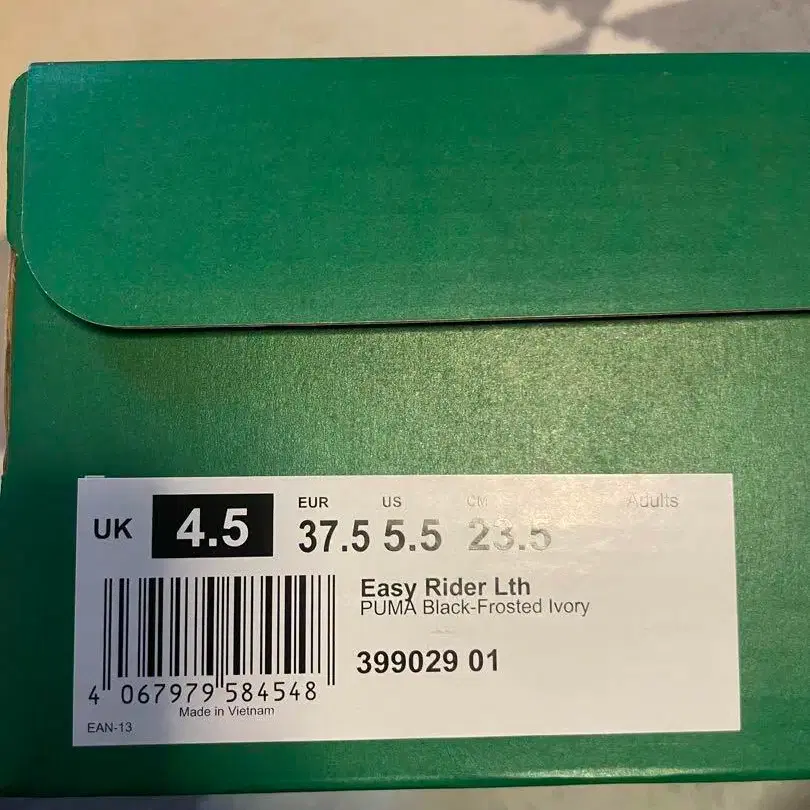 EUR US CM Adults
UK 4.5 37.5 5.5 23.5
Easy Rider Lth
PUMA Black-Frosted Ivory
399029 01
4 067979 584548
Made in Vietnam
EAN-13